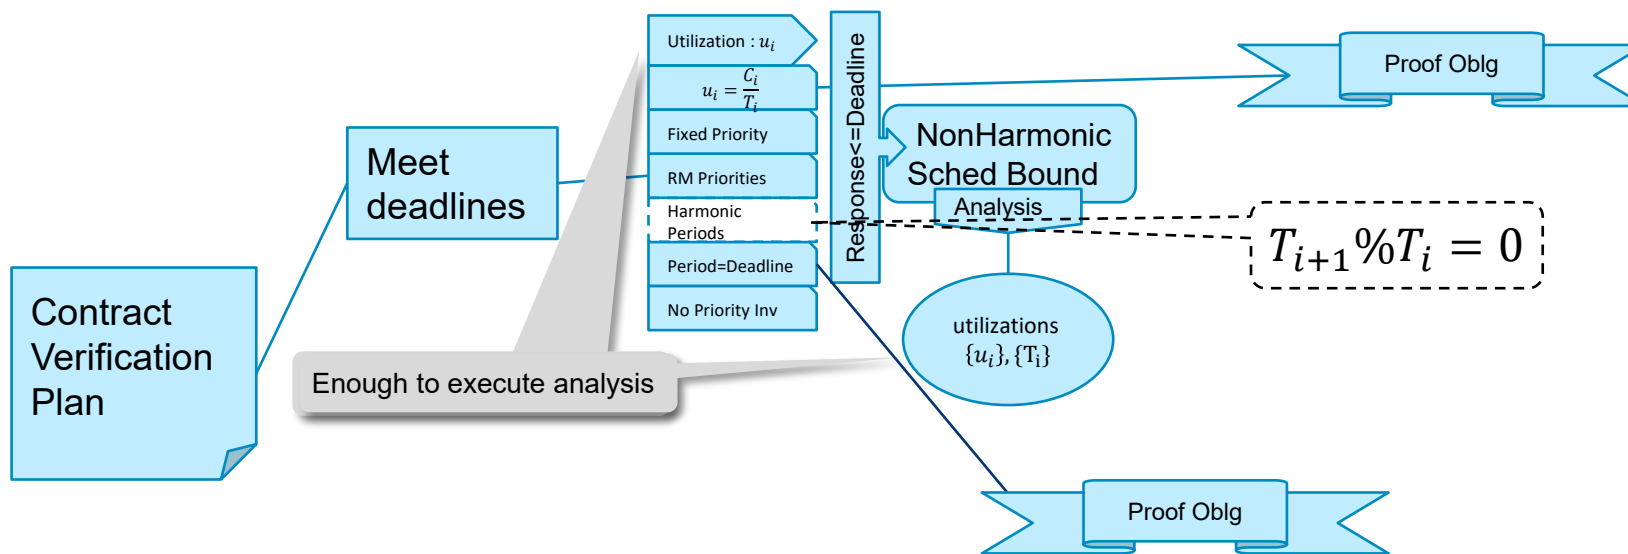 Contract
Verification
Plan
Meet
deadlines
Utilization : u_i
u_i = C_i/T_i
Fixed Priority
RM Priorities
Harmonic
Periods
Period=Deadline
No Priority Inv
Response<=Deadline
NonHarmonic
Sched Bound
Analysis
utilizations
{u_i}, {T_i}
Enough to execute analysis
Proof Oblg
T_{i+1}%T_i = 0
Proof Oblg